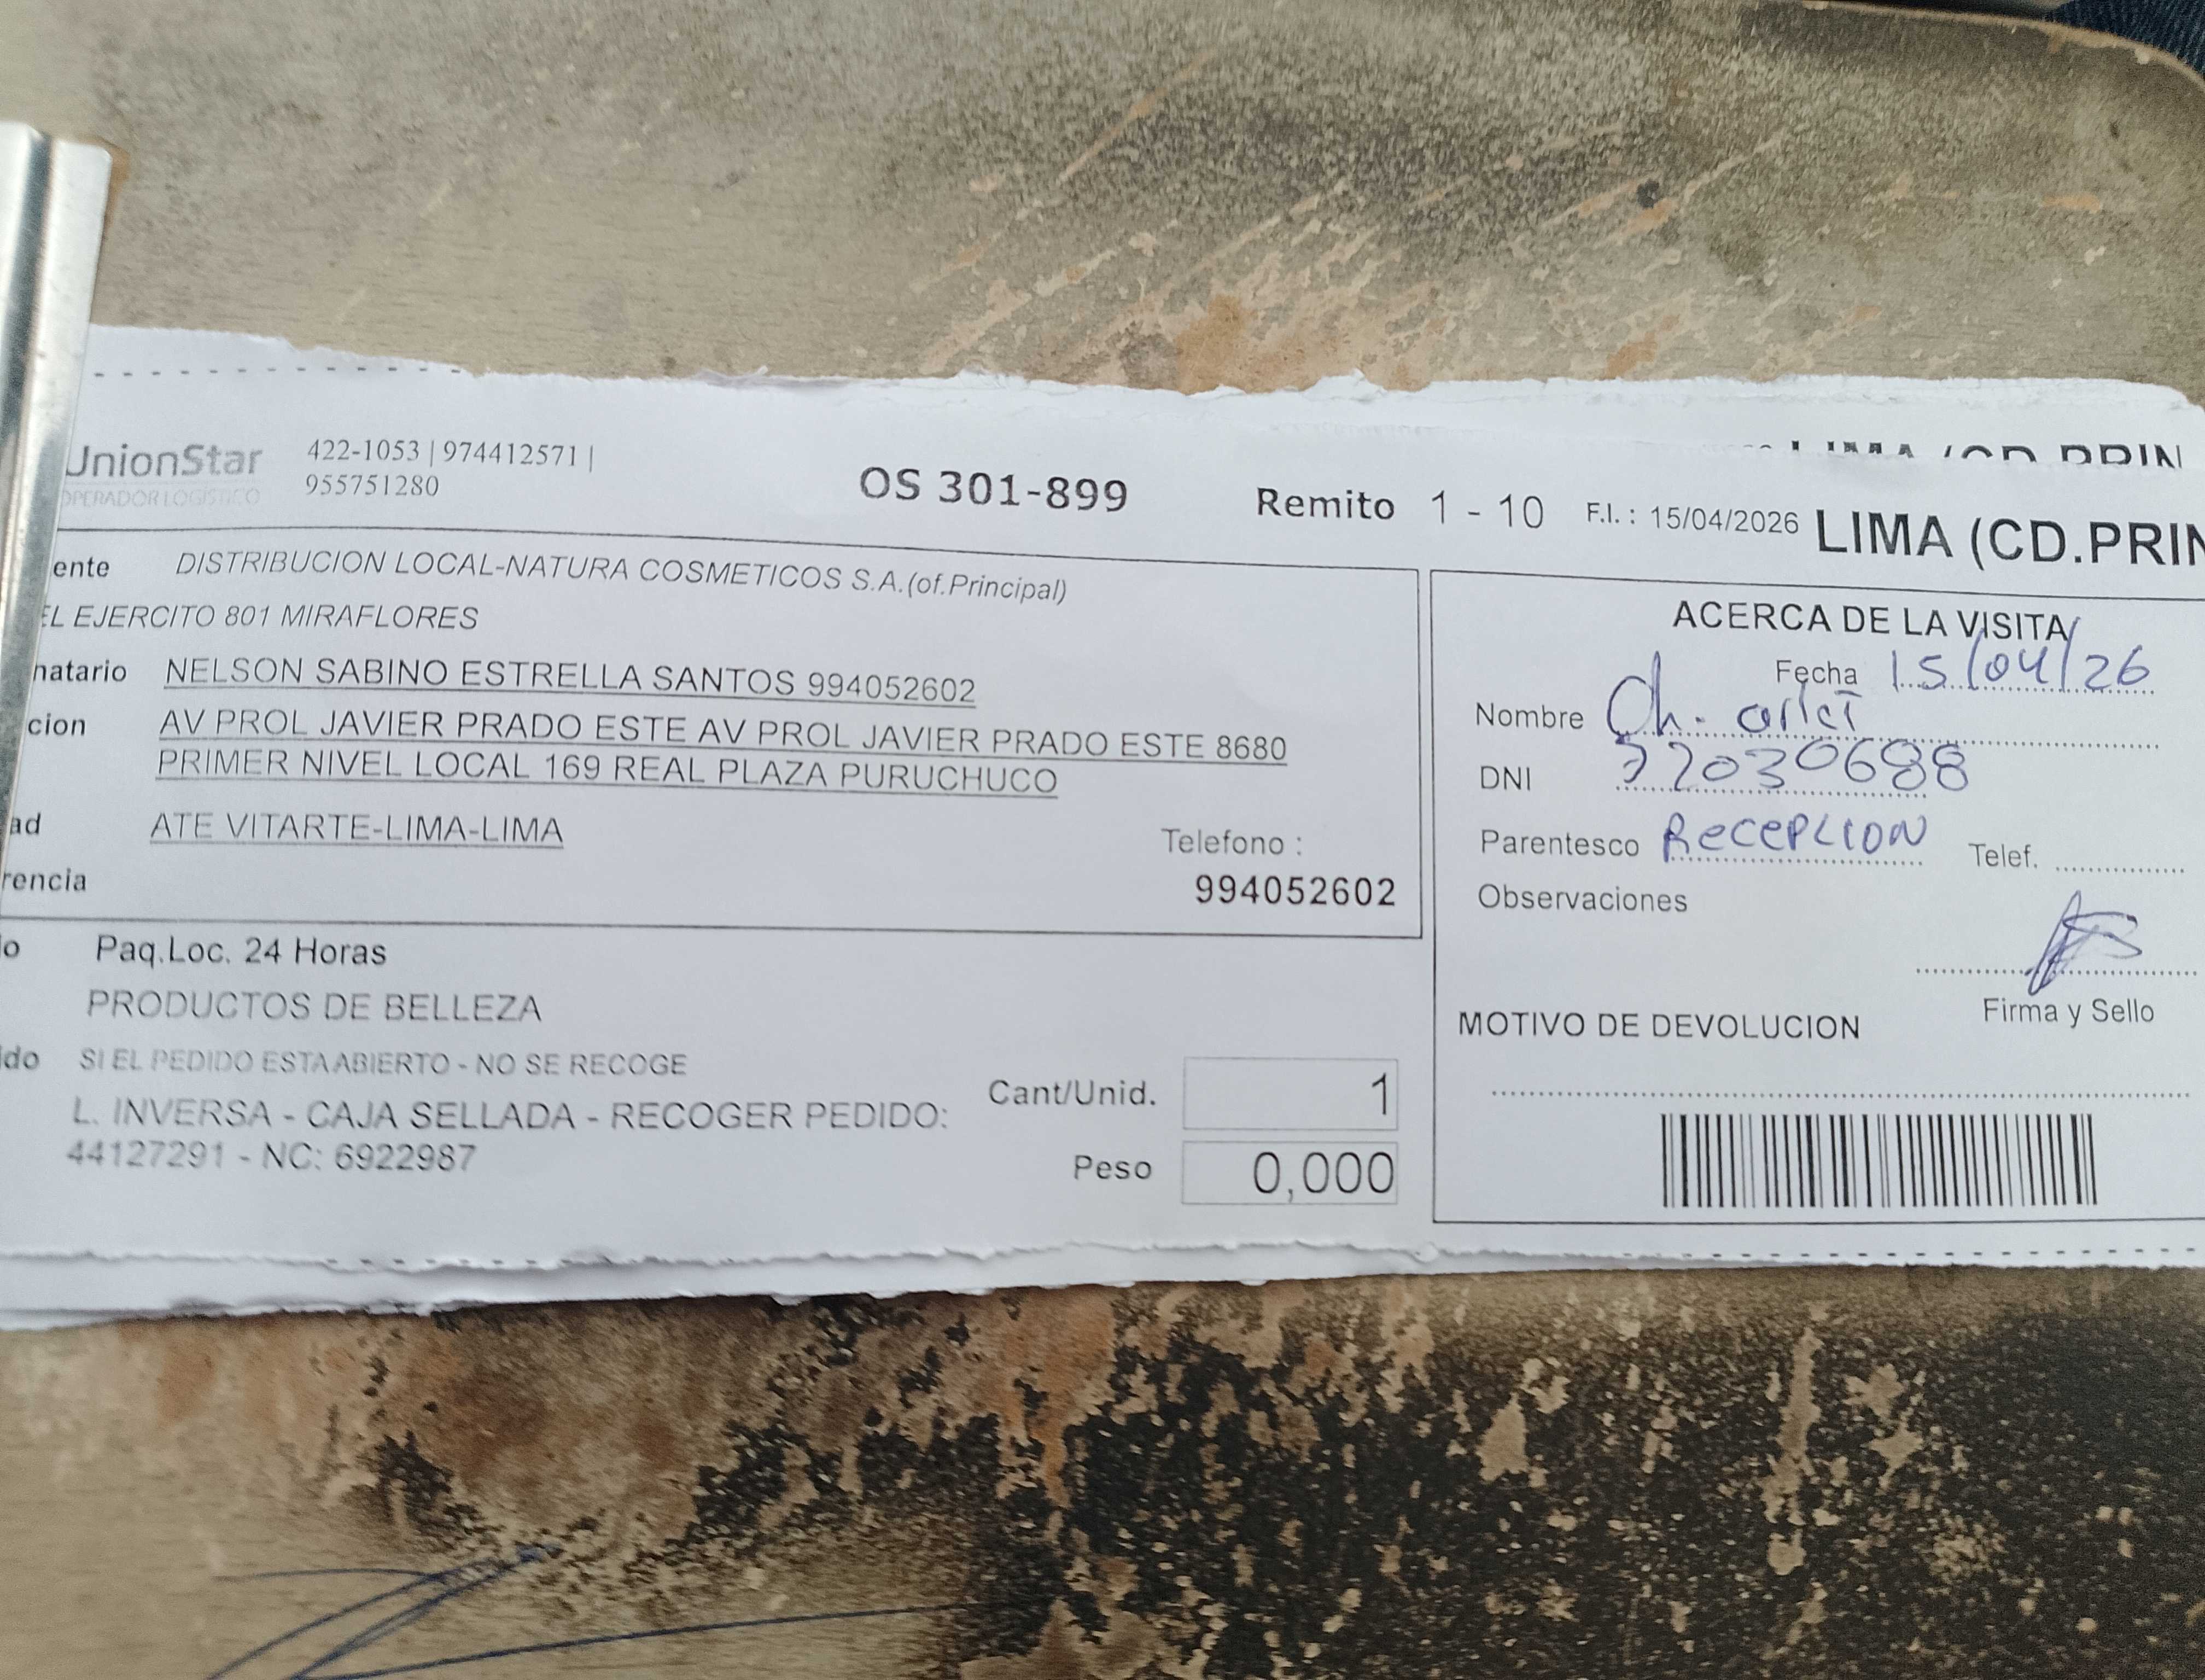 UnionStar
OPERADOR LOGISTICO
422-1053 | 974412571 |
955751280
OS 301-899
Remito 1 - 10
F.I. : 15/04/2026
LIMA (CD.PRIN
ente DISTRIBUCION LOCAL-NATURA COSMETICOS S.A.(of.Principal)
EL EJERCITO 801 MIRAFLORES
natario NELSON SABINO ESTRELLA SANTOS 994052602
cion AV PROL JAVIER PRADO ESTE AV PROL JAVIER PRADO ESTE 8680
PRIMER NIVEL LOCAL 169 REAL PLAZA PURUCHUCO
ad ATE VITARTE-LIMA-LIMA
Telefono :
rencia
994052602
o Paq.Loc. 24 Horas
PRODUCTOS DE BELLEZA
ido SI EL PEDIDO ESTA ABIERTO - NO SE RECOGE
L. INVERSA - CAJA SELLADA - RECOGER PEDIDO:
44127291 - NC: 6922987
Cant/Unid. 1
Peso 0,000
ACERCA DE LA VISITA
Fecha 15/04/26
Nombre Ch.
DNI
Parentesco RECEPCION Telef.
Observaciones
Firma y Sello
MOTIVO DE DEVOLUCION